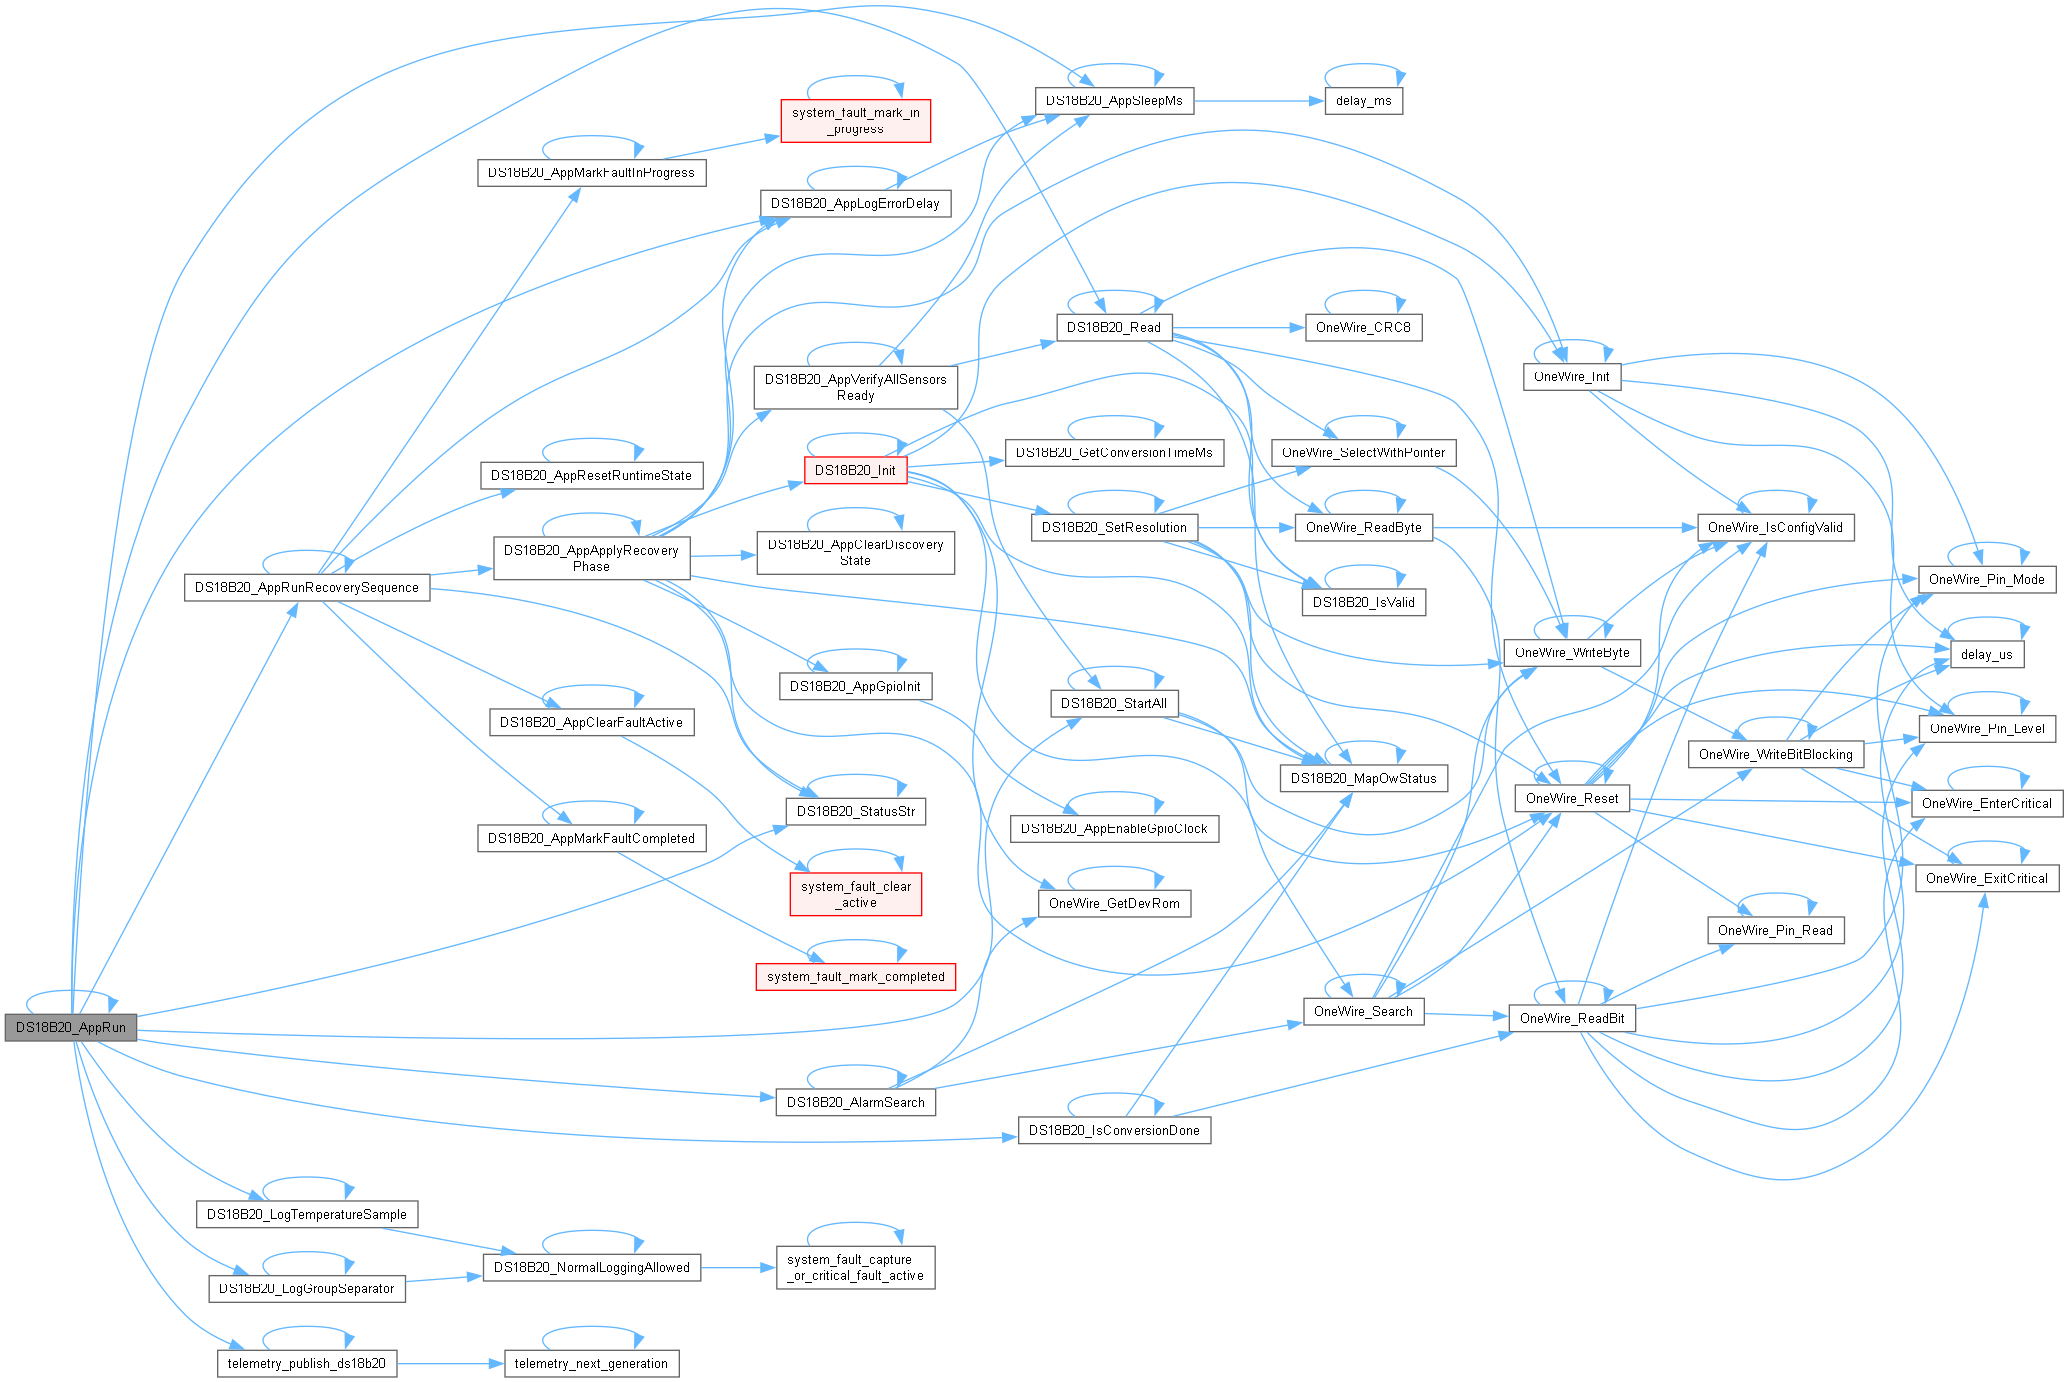 system_fault_mark_in
_progress
DS18B20_AppSleepMs
delay_ms
DS18B20_AppMarkFaultInProgress
DS18B20_AppLogErrorDelay
DS18B20_Read
OneWire_CRC8
DS18B20_AppVerifyAllSensors
Ready
OneWire_Init
DS18B20_Init
DS18B20_GetConversionTimeMs
OneWire_SelectWithPointer
DS18B20_AppResetRuntimeState
DS18B20_SetResolution
OneWire_ReadByte
OneWire_IsConfigValid
DS18B20_AppApplyRecovery
Phase
DS18B20_AppClearDiscovery
State
DS18B20_AppRunRecoverySequence
DS18B20_IsValid
OneWire_Pin_Mode
OneWire_WriteByte
delay_us
DS18B20_AppGpioInit
DS18B20_StartAll
DS18B20_AppClearFaultActive
OneWire_Pin_Level
OneWire_WriteBitBlocking
DS18B20_MapOwStatus
OneWire_Reset
OneWire_EnterCritical
DS18B20_StatusStr
DS18B20_AppEnableGpioClock
DS18B20_AppMarkFaultCompleted
system_fault_clear
_active
OneWire_GetDevRom
OneWire_ExitCritical
OneWire_Pin_Read
system_fault_mark_completed
OneWire_Search
OneWire_ReadBit
DS18B20_AppRun
DS18B20_AlarmSearch
DS18B20_IsConversionDone
DS18B20_LogTemperatureSample
DS18B20_NormalLoggingAllowed
system_fault_capture
_or_critical_fault_active
DS18B20_LogGroupSeparator
telemetry_publish_ds18b20
telemetry_next_generation